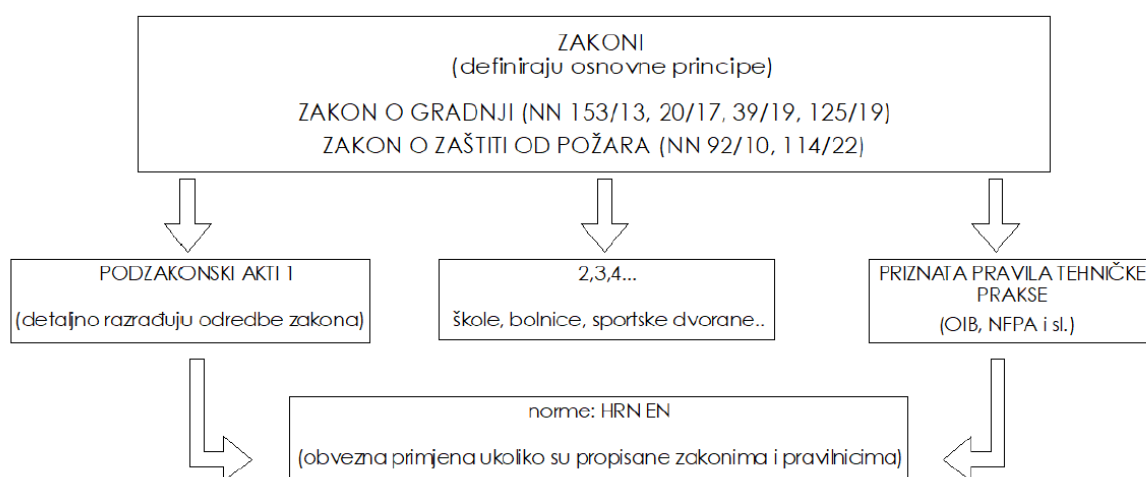 ZAKONI
(definiraju osnovne principe)
ZAKON O GRADNJI (NN 153/13, 20/17, 39/19, 125/19)
ZAKON O ZAŠTITI OD POŽARA (NN 92/10, 114/22)
PODZAKONSKI AKTI 1
(detaljno razrađuju odredbe zakona)
2,3,4...
škole, bolnice, sportske dvorane..
PRIZNATA PRAVILA TEHNIČKE
PRAKSE
(OIB, NFPA i sl.)
norme: HRN EN
(obvezna primjena ukoliko su propisane zakonima i pravilnicima)